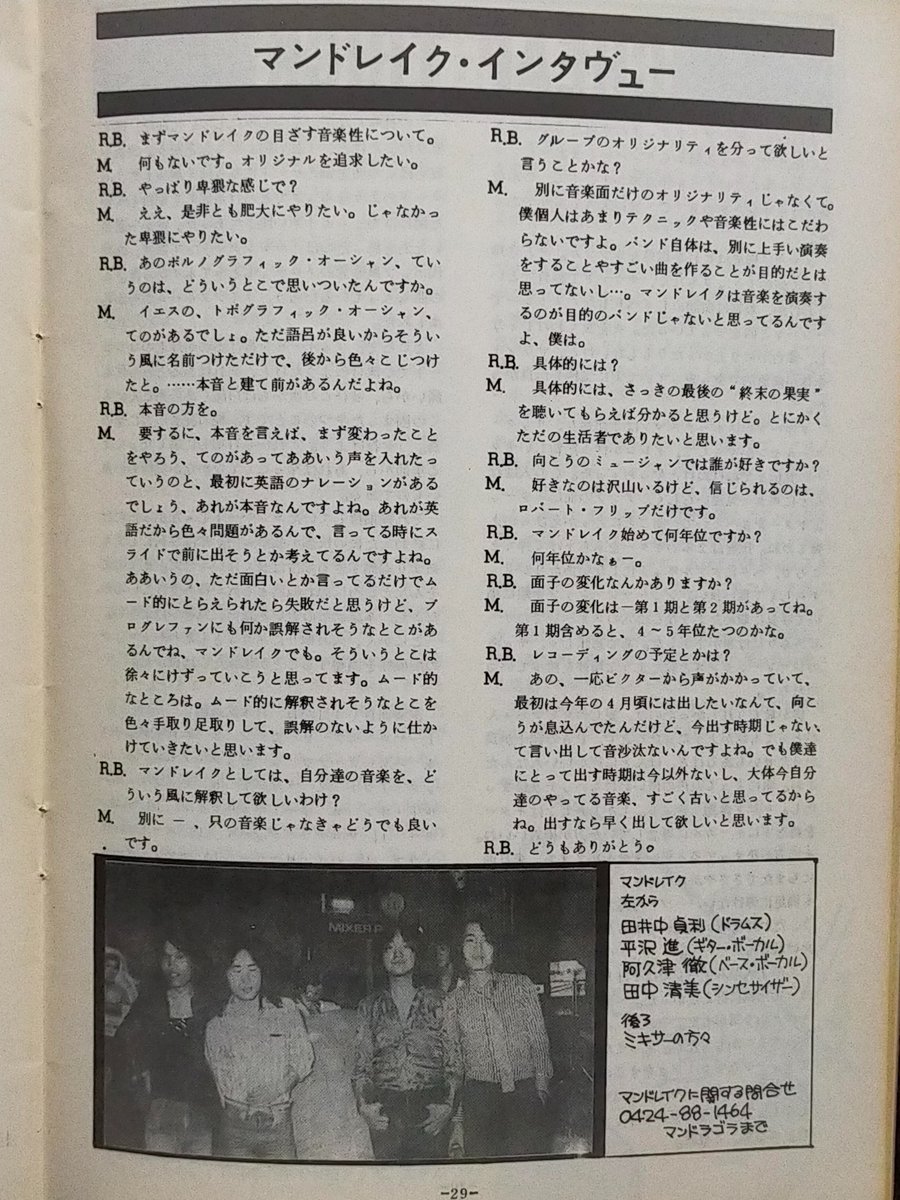 マンドレイク・インタヴュー
R.B. まずマンドレイクの目ざす音楽性について。
M. 何もないです。オリジナルを追求したい。
R.B. やっぱり卑猥な感じで?
M. ええ、是非とも肥大にやりたい。じゃなかっ
た卑猥にやりたい。
R.B. あのポルノグラフィック・オーシャン、てい
うのは、どういうとこで思いついたんですか。
M. イエスの、トポグラフィック・オーシャン、
てのがあるでしょ。ただ語呂が良いからそうい
う風に名前つけただけで、後から色々こじつけ
たと。……本音と建て前があるんだよね。
R.B. 本音の方を。
M. 要するに、本音を言えば、まず変わったこと
をやろう、てのがあってああいう声を入れたっ
ていうのと、最初に英語のナレーションがある
でしょう、あれが本音なんですよね。あれが英
語だから色々問題があるんで、言ってる時にス
ライドで前に出そうとか考えてるんですよね。
ああいうの、ただ面白いとか言ってるだけでム
ード的にとらえられたら失敗だと思うけど、プ
ログレファンにも何か誤解されそうなとこがあ
るんでね、マンドレイクでも。そういうとこは
徐々にけずっていこうと思ってます。ムード的
なところは。ムード的に解釈されそうなとこを
色々手取り足取りして、誤解のないように仕か
けていきたいと思います。
R.B. マンドレイクとしては、自分達の音楽を、ど
ういう風に解釈して欲しいわけ?
M. 別に ー 、只の音楽じゃなきゃどうでも良い
です。
R.B. グループのオリジナリティを分って欲しいと
言うことかな?
M. 別に音楽面だけのオリジナリティじゃなくて。
僕個人はあまりテクニックや音楽性にはこだわ
らないですよ。バンド自体は、別に上手い演奏
をすることやすごい曲を作ることが目的だとは
思ってないし…。マンドレイクは音楽を演奏す
るのが目的のバンドじゃないと思ってるんです
よ、僕は。
R.B. 具体的には?
M. 具体的には、さっきの最後の“終末の果実”
を聴いてもらえば分かると思うけど。とにかく
ただの生活者でありたいと思います。
R.B. 向こうのミュージャンでは誰が好きですか?
M. 好きなのは沢山いるけど、信じられるのは、
ロバート・フリップだけです。
R.B. マンドレイク始めて何年位ですか?
M. 何年位かなぁー。
R.B. 面子の変化なんかありますか?
M. 面子の変化は−第1期と第2期があってね。
第1期含めると、4〜5年位たつのかな。
R.B. レコーディングの予定とかは?
M. あの、一応ビクターから声がかかっていて、
最初は今年の4月頃には出したいなんて、向こ
うが息込んでたんだけど、今出す時期じゃない、
て言い出して音沙汰ないんですよね。でも僕達
にとって出す時期は今以外ないし、大体今自分
達のやってる音楽、すごく古いと思ってるから
ね。出すなら早く出して欲しいと思います。
R.B. どうもありがとう。
MIXER
マンドレイク
左から
田井中 貞利(ドラムス)
平沢 進(ギター・ボーカル)
阿久津 徹(ベース・ボーカル)
田中 清美(シンセサイザー)
後ろ
ミキサーの方々
マンドレイクに関する問合せ
0424-88-1464
マンドラゴラまで
-29-